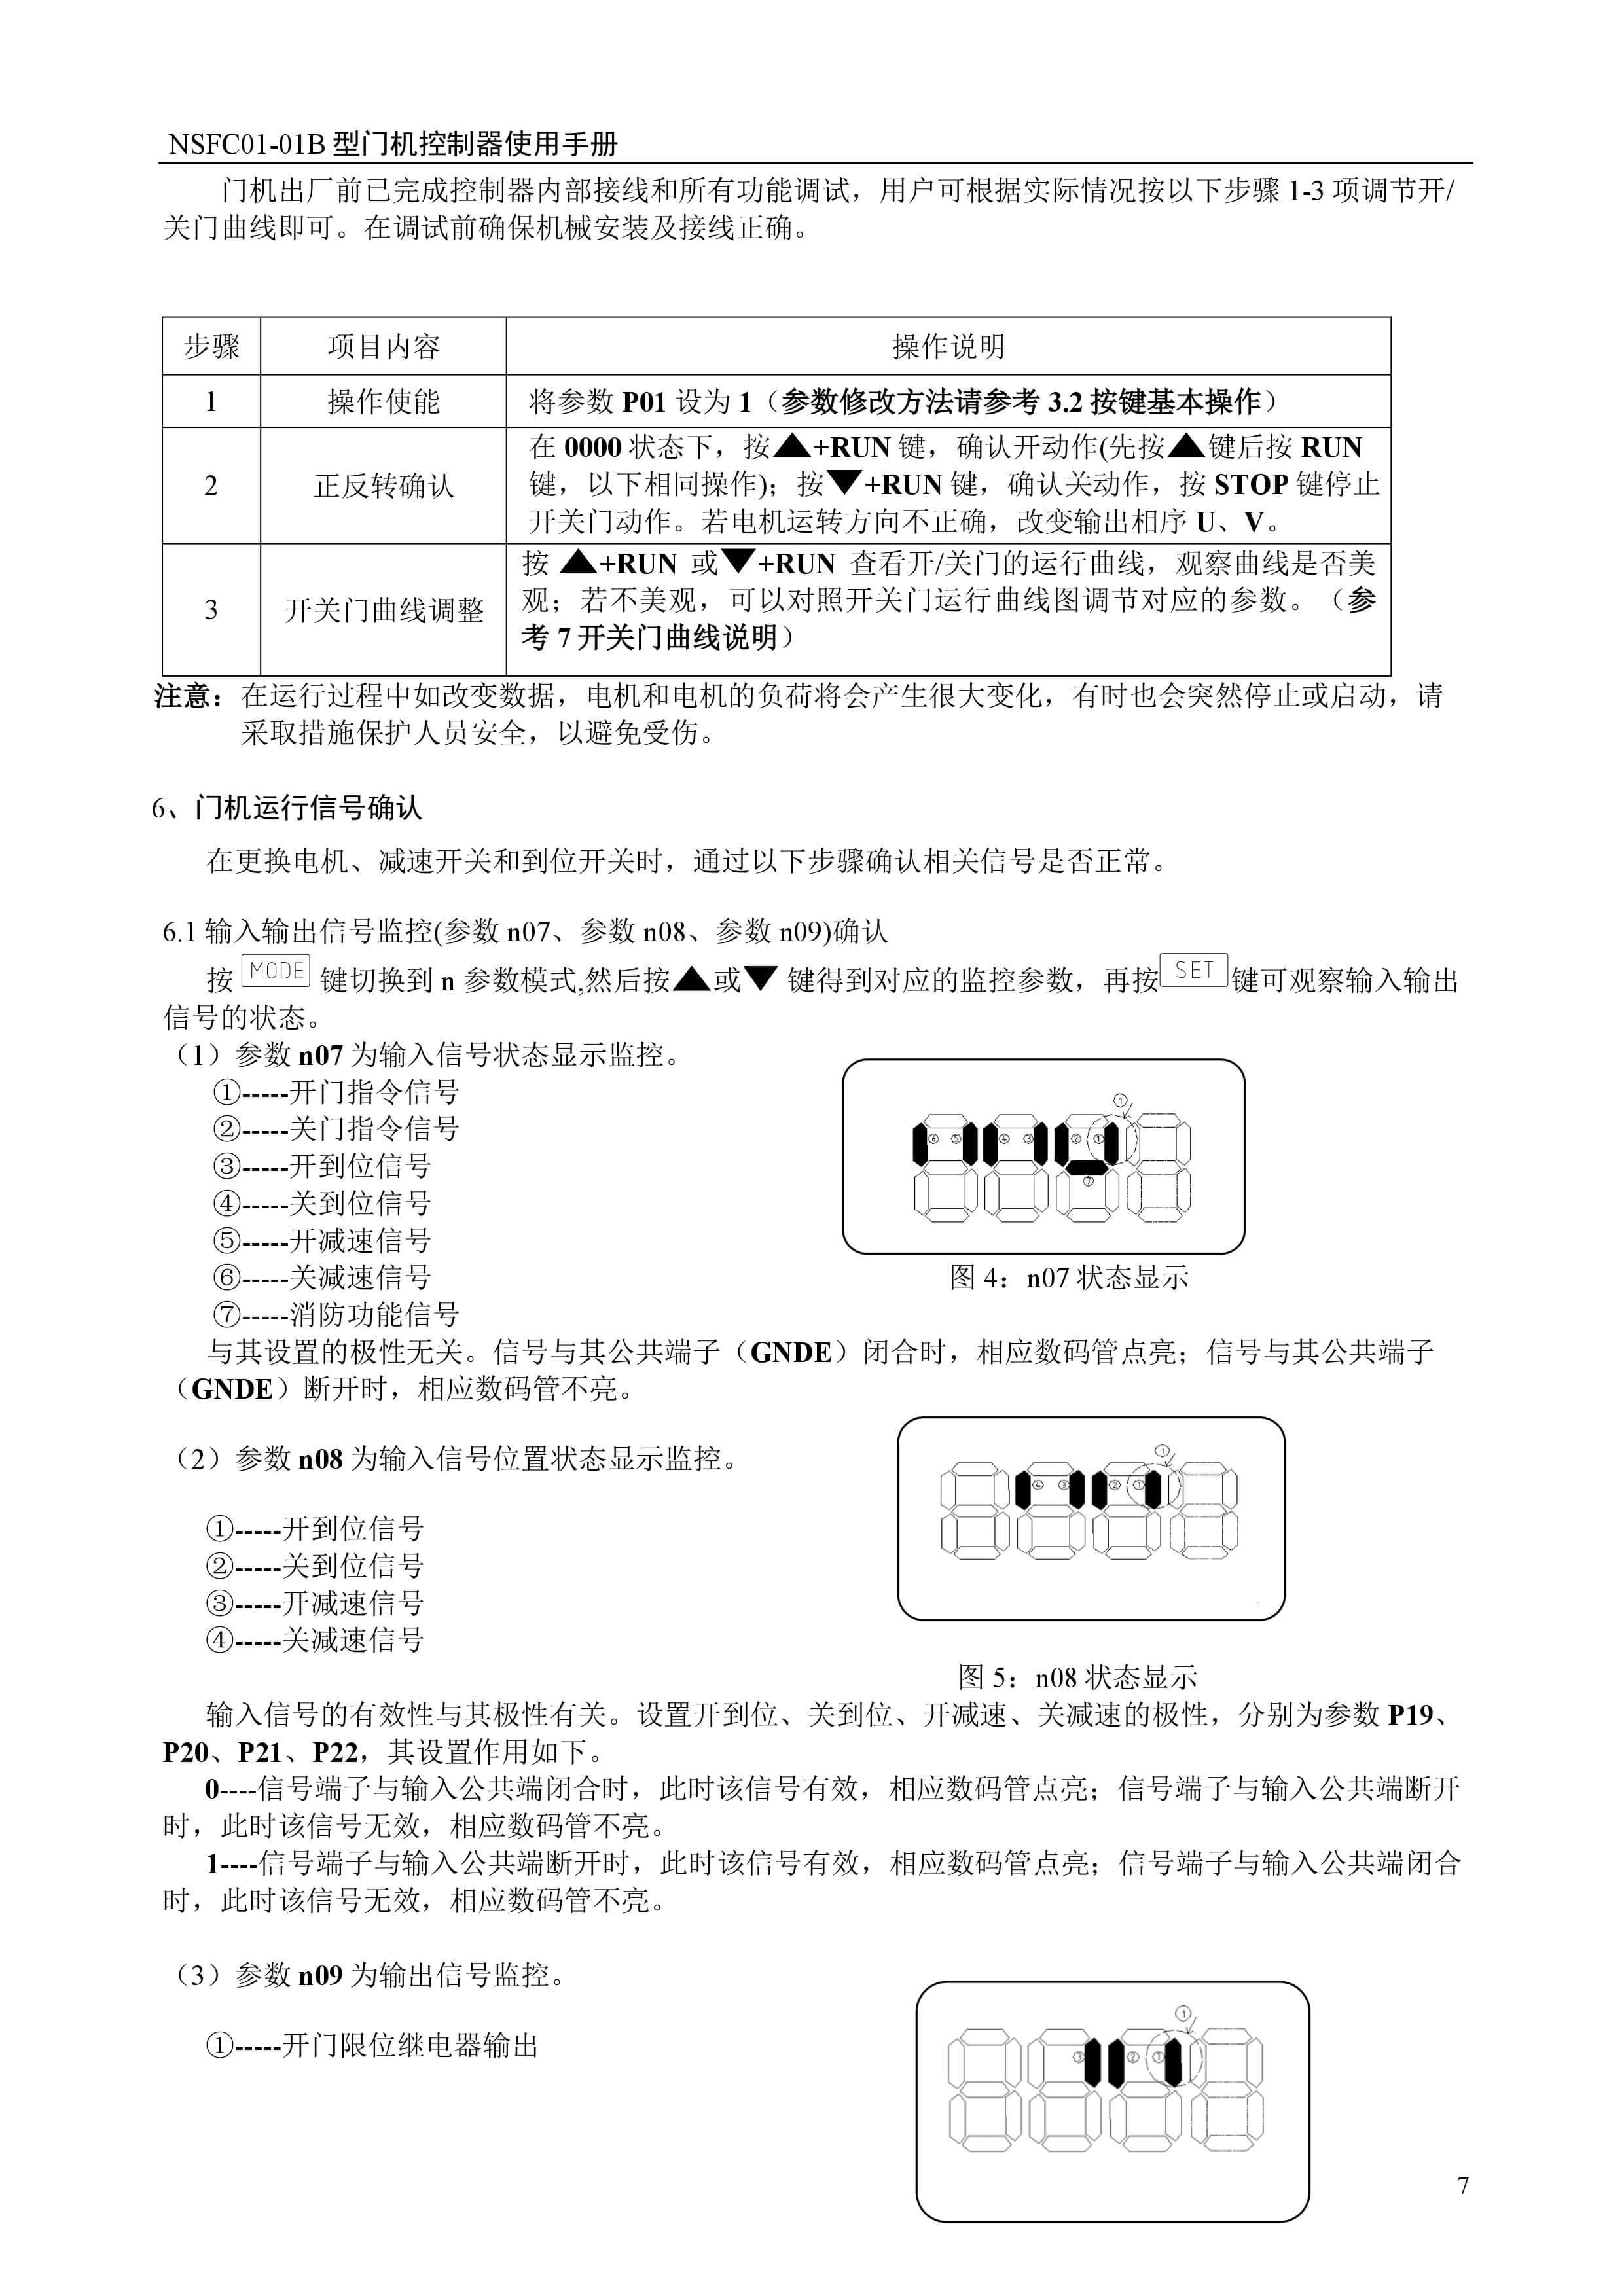 NSFC01-01B 型门机控制器使用手册
门机出厂前已完成控制器内部接线和所有功能调试，用户可根据实际情况按以下步骤 1-3 项调节开/
关门曲线即可。在调试前确保机械安装及接线正确。
步骤 项目内容 操作说明
1 操作使能 将参数 P01 设为 1（参数修改方法请参考 3.2 按键基本操作）
在 0000 状态下，按▲+RUN 键，确认开动作(先按▲键后按 RUN
2 正反转确认 键，以下相同操作)；按▼+RUN 键，确认关动作，按 STOP 键停止
开关门动作。若电机运转方向不正确，改变输出相序 U、V。
按 ▲+RUN 或▼+RUN 查看开/关门的运行曲线，观察曲线是否美
3 开关门曲线调整 观；若不美观，可以对照开关门运行曲线图调节对应的参数。（参
考 7 开关门曲线说明）
注意：在运行过程中如改变数据，电机和电机的负荷将会产生很大变化，有时也会突然停止或启动，请
采取措施保护人员安全，以避免受伤。
6、门机运行信号确认
在更换电机、减速开关和到位开关时，通过以下步骤确认相关信号是否正常。
6.1 输入输出信号监控(参数 n07、参数 n08、参数 n09)确认
按 MODE 键切换到 n 参数模式,然后按▲或▼ 键得到对应的监控参数，再按 SET 键可观察输入输出
信号的状态。
（1）参数 n07 为输入信号状态显示监控。
①-----开门指令信号
②-----关门指令信号
③-----开到位信号
④-----关到位信号
⑤-----开减速信号
⑥-----关减速信号
⑦-----消防功能信号
①
⑥ ⑤ ④ ③ ② ①
⑦
图 4：n07 状态显示
与其设置的极性无关。信号与其公共端子（GNDE）闭合时，相应数码管点亮；信号与其公共端子
（GNDE）断开时，相应数码管不亮。
（2）参数 n08 为输入信号位置状态显示监控。
①-----开到位信号
②-----关到位信号
③-----开减速信号
④-----关减速信号
①
④ ③ ② ①
图 5：n08 状态显示
输入信号的有效性与其极性有关。设置开到位、关到位、开减速、关减速的极性，分别为参数 P19、
P20、P21、P22，其设置作用如下。
0----信号端子与输入公共端闭合时，此时该信号有效，相应数码管点亮；信号端子与输入公共端断开
时，此时该信号无效，相应数码管不亮。
1----信号端子与输入公共端断开时，此时该信号有效，相应数码管点亮；信号端子与输入公共端闭合
时，此时该信号无效，相应数码管不亮。
（3）参数 n09 为输出信号监控。
①-----开门限位继电器输出
①
③ ② ①
7